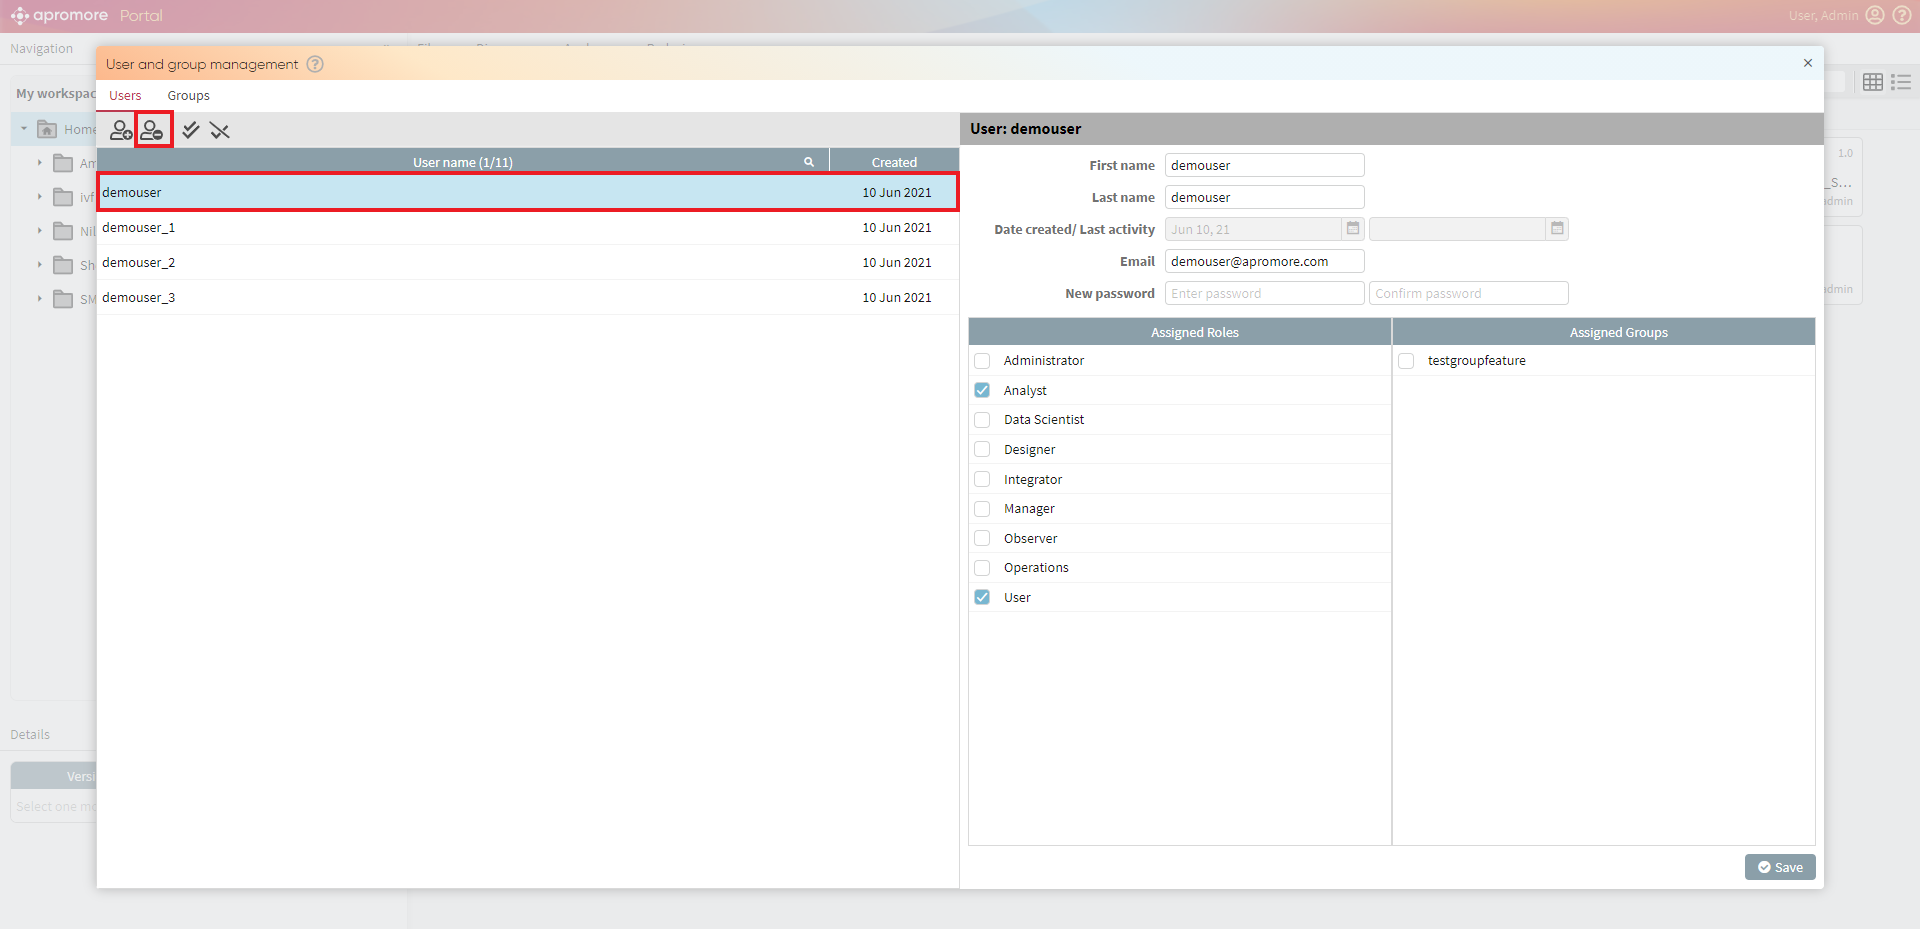 apromore Portal
User, Admin
Navigation
User and group management
My workspac
Users Groups
Home
User: demouser
User name (1/11) Created
demouser 10 Jun 2021
demouser_1 10 Jun 2021
demouser_2 10 Jun 2021
demouser_3 10 Jun 2021
Am
ivf
Nil
Sh
SM
First name demouser
Last name demouser
Date created/ Last activity Jun 10, 21
Email demouser@apromore.com
New password Enter password Confirm password
Assigned Roles Assigned Groups
Administrator testgroupfeature
Analyst
Data Scientist
Designer
Integrator
Manager
Observer
Operations
User
1.0
_S...
admin
admin
Details
Versi
Select one mo
Save